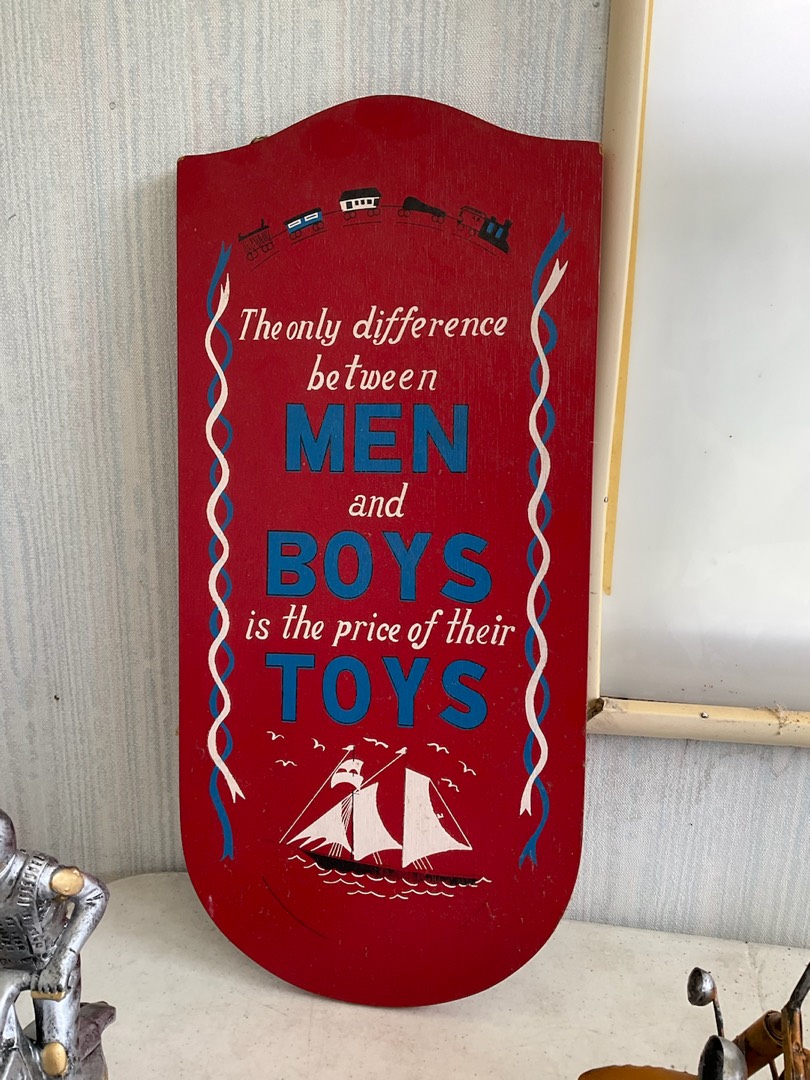 The only difference
between
MEN
and
BOYS
is the price of their
TOYS